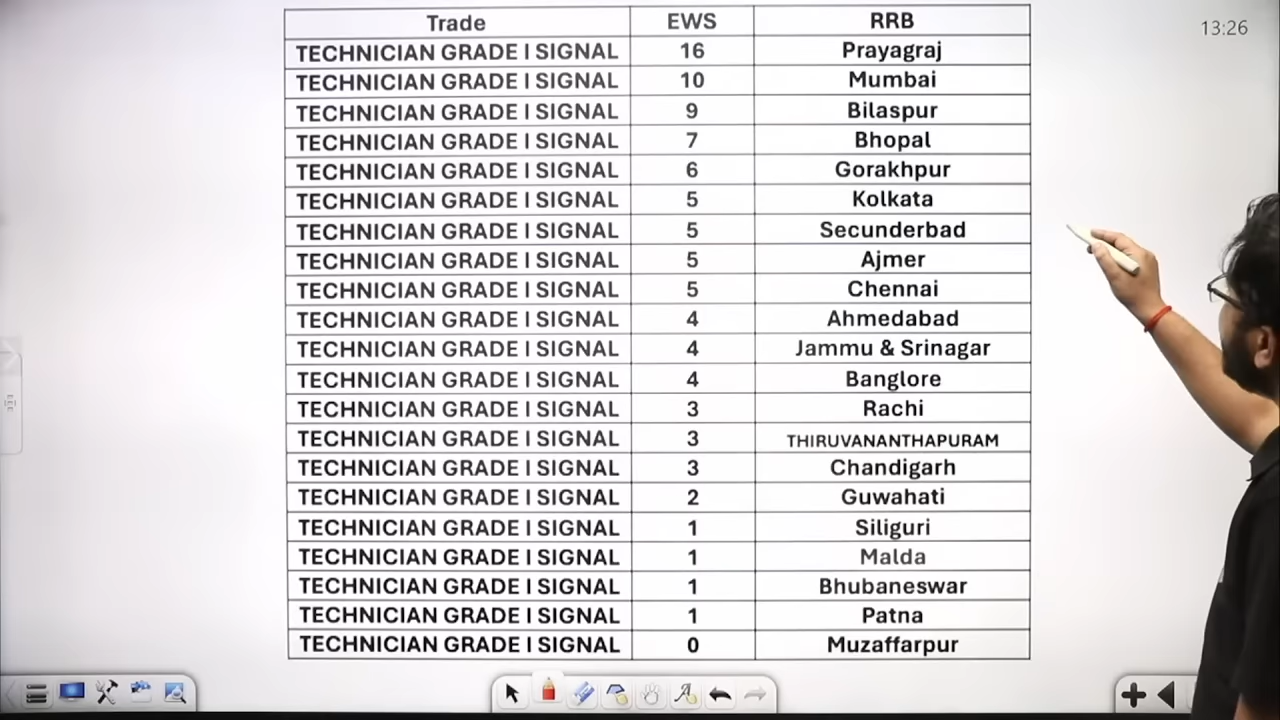 Trade EWS RRB
13:26
TECHNICIAN GRADE I SIGNAL 16 Prayagraj
TECHNICIAN GRADE I SIGNAL 10 Mumbai
TECHNICIAN GRADE I SIGNAL 9 Bilaspur
TECHNICIAN GRADE I SIGNAL 7 Bhopal
TECHNICIAN GRADE I SIGNAL 6 Gorakhpur
TECHNICIAN GRADE I SIGNAL 5 Kolkata
TECHNICIAN GRADE I SIGNAL 5 Secunderbad
TECHNICIAN GRADE I SIGNAL 5 Ajmer
TECHNICIAN GRADE I SIGNAL 5 Chennai
TECHNICIAN GRADE I SIGNAL 4 Ahmedabad
TECHNICIAN GRADE I SIGNAL 4 Jammu & Srinagar
TECHNICIAN GRADE I SIGNAL 4 Banglore
TECHNICIAN GRADE I SIGNAL 3 Rachi
TECHNICIAN GRADE I SIGNAL 3 THIRUVANANTHAPURAM
TECHNICIAN GRADE I SIGNAL 3 Chandigarh
TECHNICIAN GRADE I SIGNAL 2 Guwahati
TECHNICIAN GRADE I SIGNAL 1 Siliguri
TECHNICIAN GRADE I SIGNAL 1 Malda
TECHNICIAN GRADE I SIGNAL 1 Bhubaneswar
TECHNICIAN GRADE I SIGNAL 1 Patna
TECHNICIAN GRADE I SIGNAL 0 Muzaffarpur